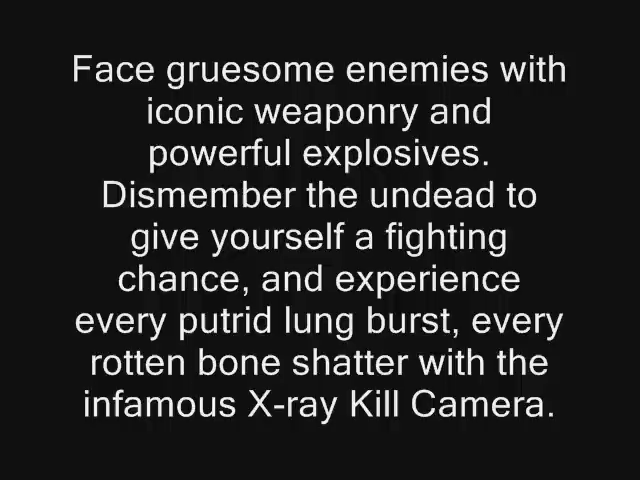 Face gruesome enemies with
iconic weaponry and
powerful explosives.
Dismember the undead to
give yourself a fighting
chance, and experience
every putrid lung burst, every
rotten bone shatter with the
infamous X-ray Kill Camera.